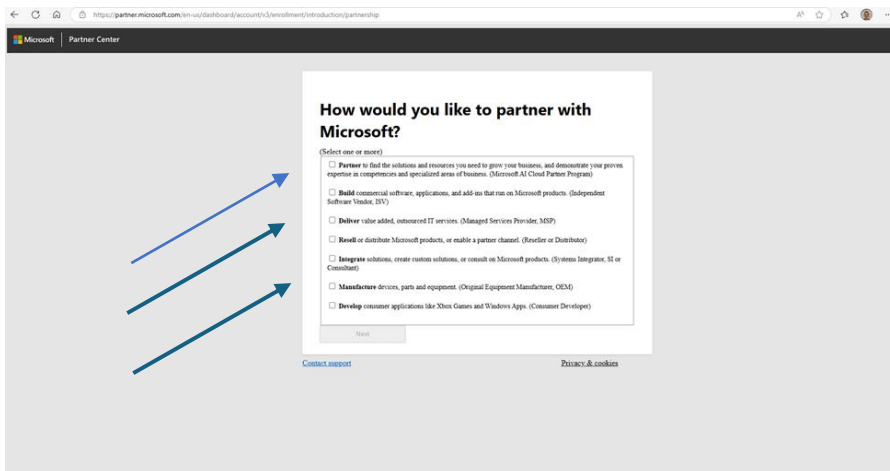 https://partner.microsoft.com/en-us/dashboard/account/v3/enrollment/introduction/partnership
Microsoft | Partner Center
How would you like to partner with
Microsoft?
(Select one or more)
Partner to find the solutions and resources you need to grow your business, and demonstrate your proven
expertise in competencies and specialized areas of business. (Microsoft AI Cloud Partner Program)
Build commercial software, applications, and add-ins that run on Microsoft products. (Independent
Software Vendor, ISV)
Deliver value added, outsourced IT services. (Managed Services Provider, MSP)
Resell or distribute Microsoft products, or enable a partner channel. (Reseller or Distributor)
Integrate solutions, create custom solutions, or consult on Microsoft products. (Systems Integrator, SI or
Consultant)
Manufacture devices, parts and equipment. (Original Equipment Manufacturer, OEM)
Develop consumer applications like Xbox Games and Windows Apps. (Consumer Developer)
Next
Contact support
Privacy & cookies